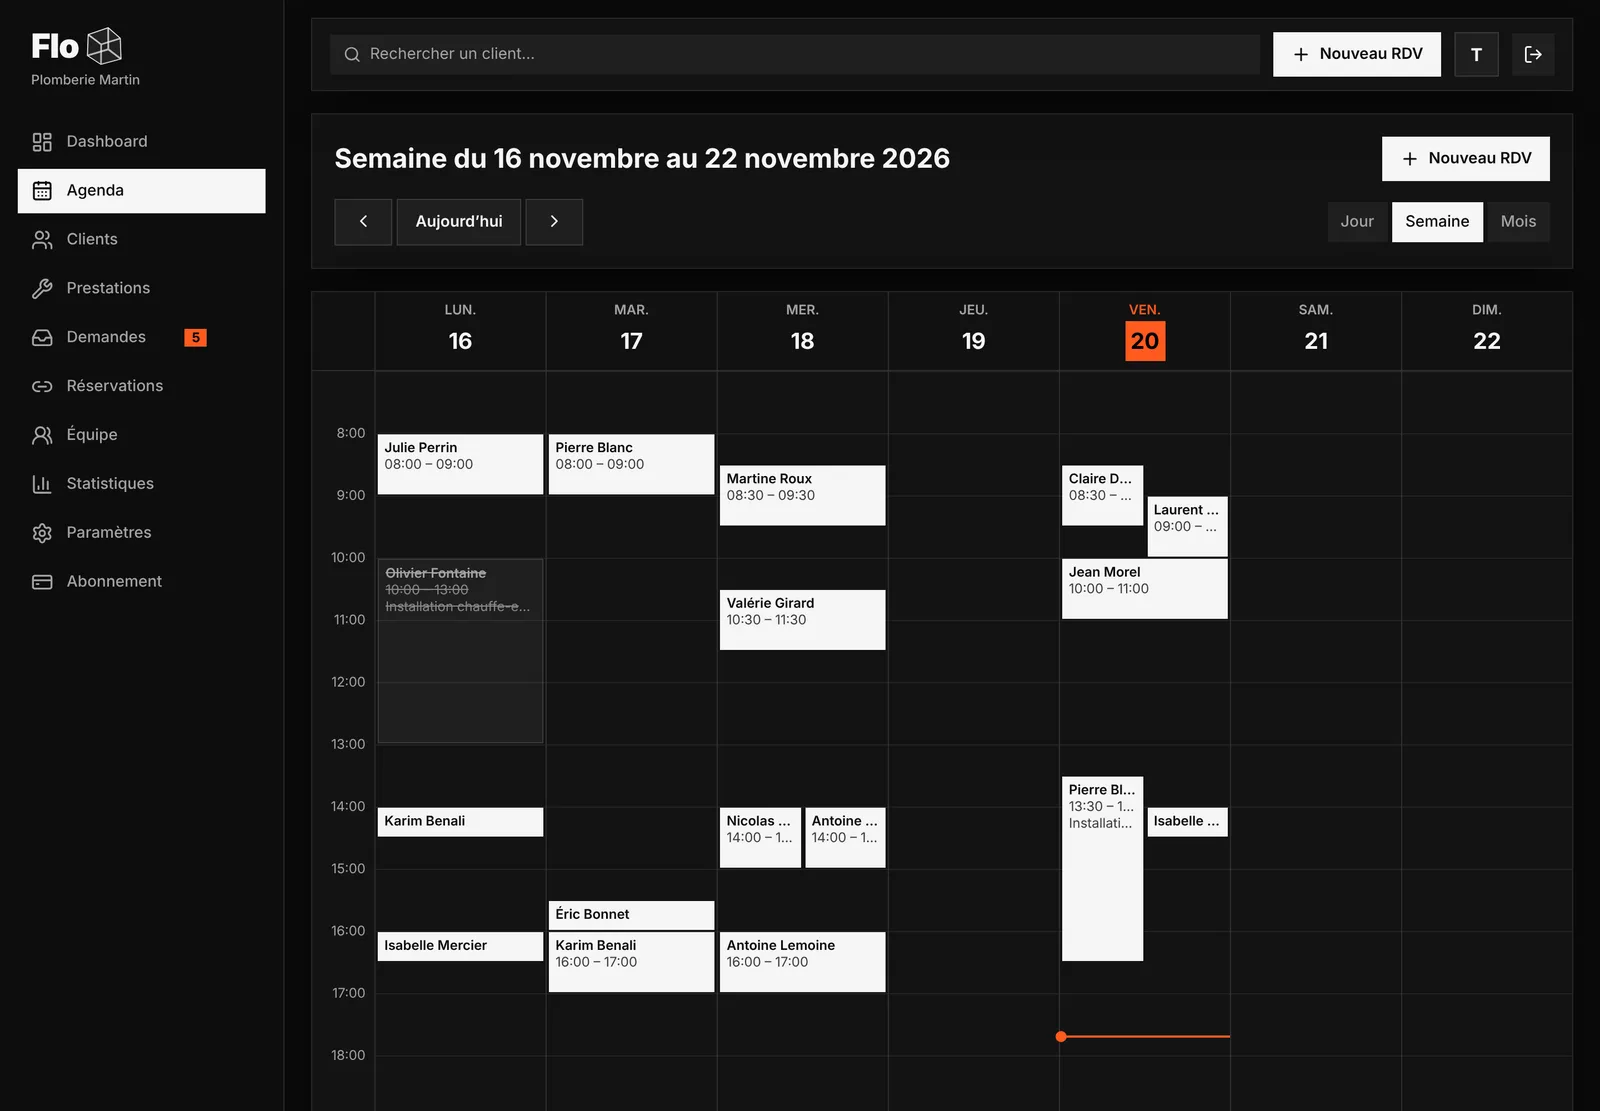 Flo
Plomberie Martin
Dashboard
Agenda
Clients
Prestations
Demandes 5
Réservations
Équipe
Statistiques
Paramètres
Abonnement
Rechercher un client...
Nouveau RDV
T
Semaine du 16 novembre au 22 novembre 2026
Nouveau RDV
Aujourd'hui
Jour Semaine Mois
LUN. MAR. MER. JEU. VEN. SAM. DIM.
16 17 18 19 20 21 22
8:00
9:00
10:00
11:00
12:00
13:00
14:00
15:00
16:00
17:00
18:00
Julie Perrin
08:00 – 09:00
Olivier Fontaine
10:00 – 13:00
Installation chauffe-e...
Karim Benali
Isabelle Mercier
Pierre Blanc
08:00 – 09:00
Éric Bonnet
Karim Benali
16:00 – 17:00
Martine Roux
08:30 – 09:30
Valérie Girard
10:30 – 11:30
Nicolas ...
14:00 – 1...
Antoine ...
14:00 – 1...
Antoine Lemoine
16:00 – 17:00
Claire D...
08:30 – ...
Laurent ...
09:00 – ...
Jean Morel
10:00 – 11:00
Pierre Bl...
13:30 – 1...
Installati...
Isabelle ...